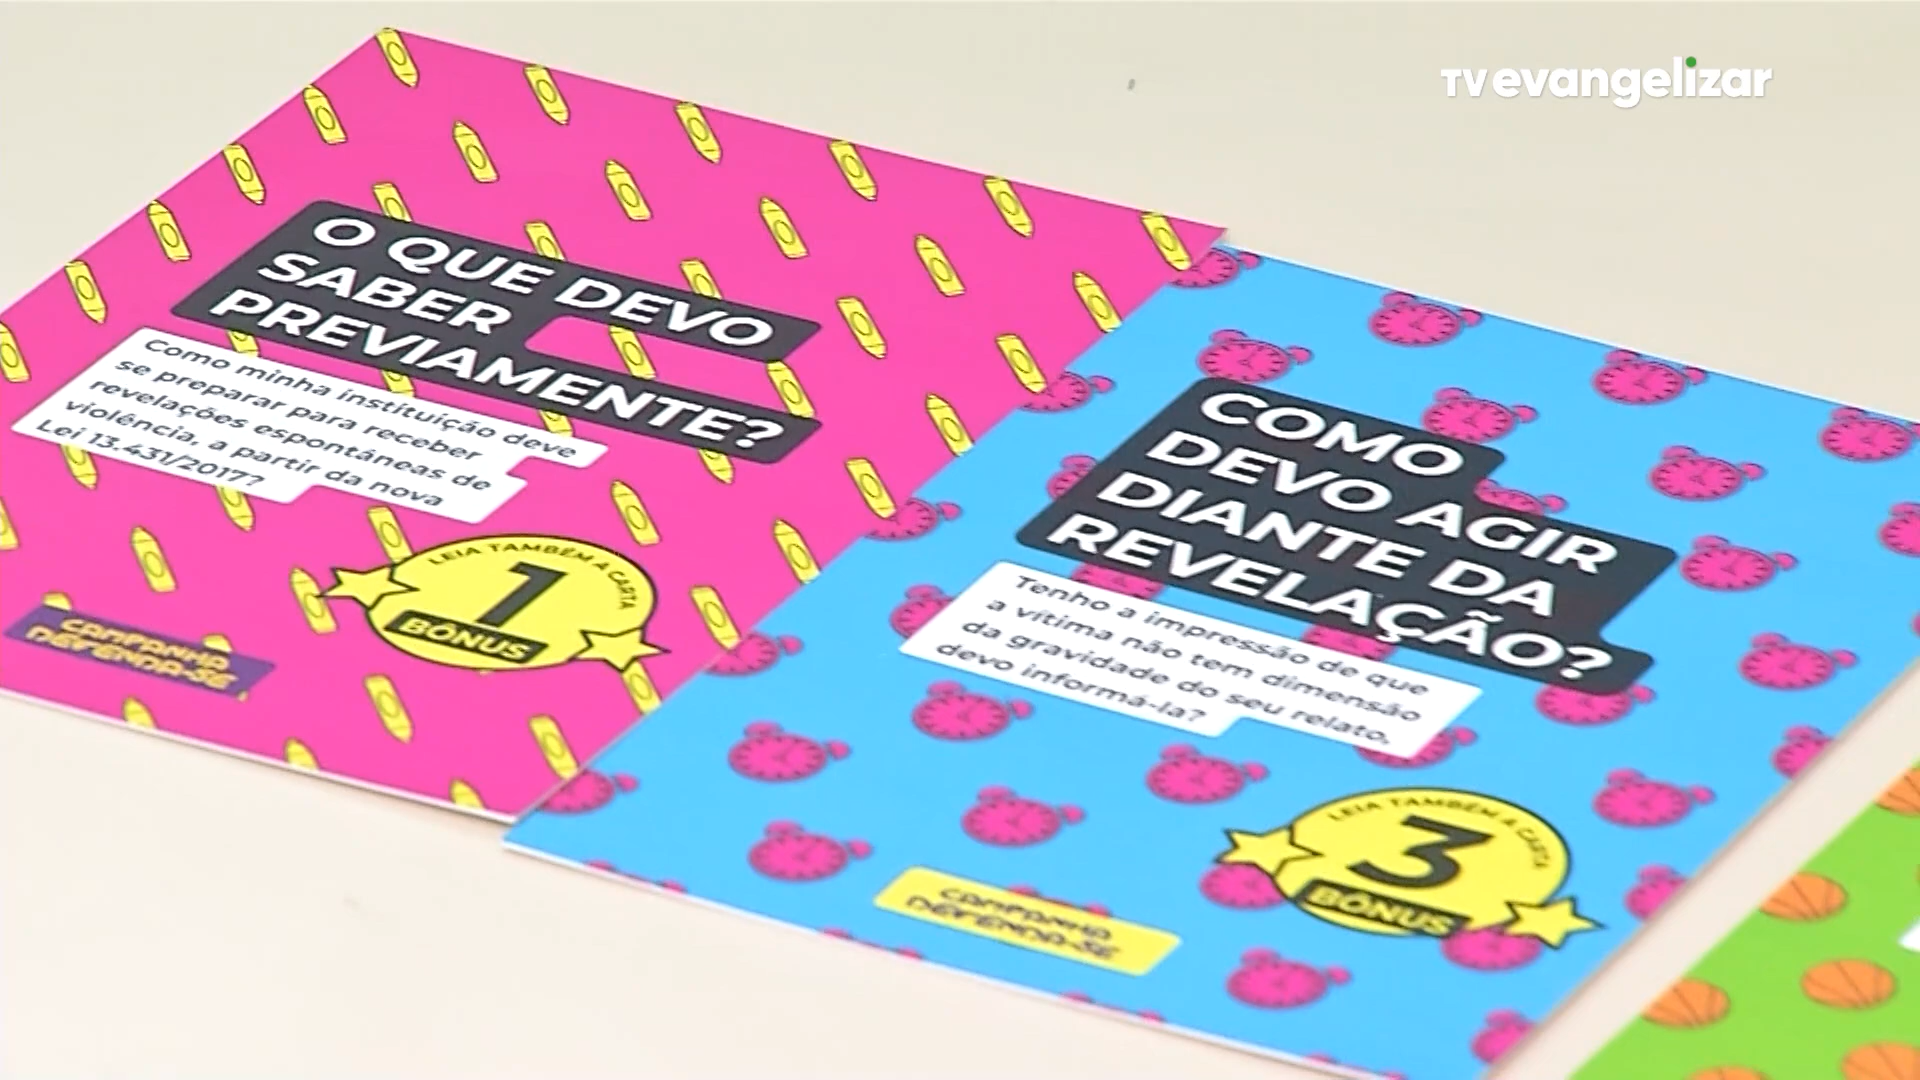 TVevangelizar
O QUE DEVO
SABER
PREVIAMENTE?
Como minha instituição deve
se preparar para receber
revelações espontâneas de
violência, a partir da nova
Lei 13.431/2017?
LEIA TAMBÉM A CARTA
1
BÔNUS
CAMPANHA
DEFENDA-SE
COMO
DEVO AGIR
DIANTE DA
REVELAÇÃO?
Tenho a impressão de que
a vítima não tem dimensão
da gravidade do seu relato,
devo informá-la?
LEIA TAMBÉM A CARTA
3
BÔNUS
CAMPANHA
DEFENDA-SE